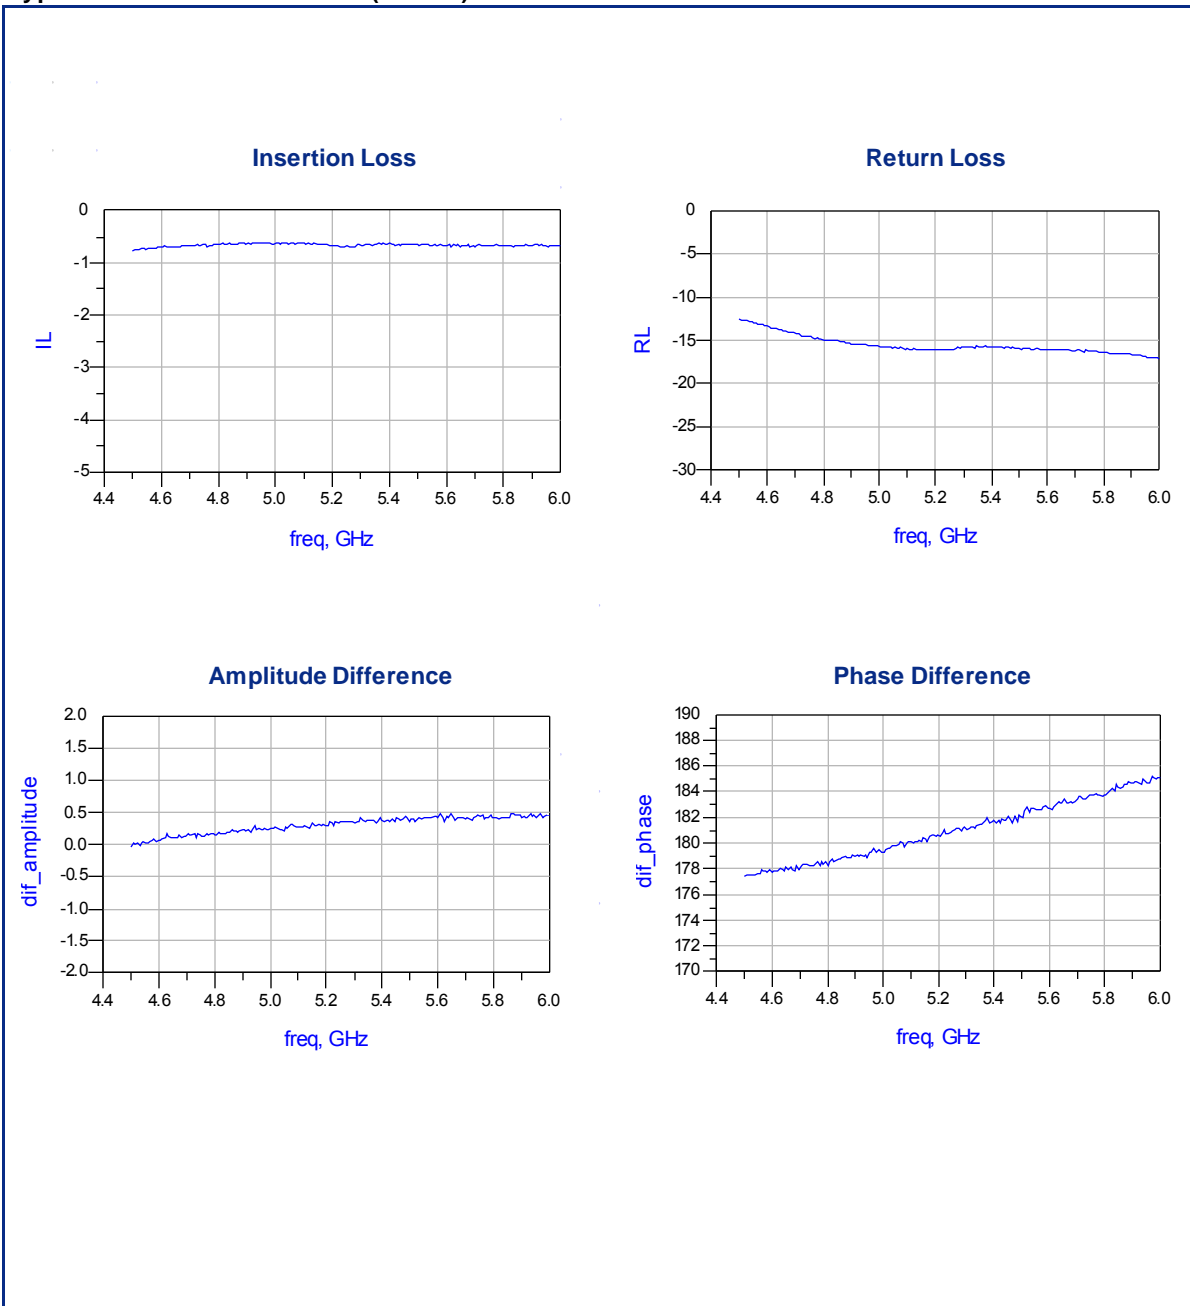 Insertion Loss
0
-1
-2
-3
-4
-5
IL
4.4 4.6 4.8 5.0 5.2 5.4 5.6 5.8 6.0
freq, GHz
Return Loss
0
-5
-10
-15
-20
-25
-30
RL
4.4 4.6 4.8 5.0 5.2 5.4 5.6 5.8 6.0
freq, GHz
Amplitude Difference
2.0
1.5
1.0
0.5
0.0
-0.5
-1.0
-1.5
-2.0
dif_amplitude
4.4 4.6 4.8 5.0 5.2 5.4 5.6 5.8 6.0
freq, GHz
Phase Difference
190
188
186
184
182
180
178
176
174
172
170
dif_phase
4.4 4.6 4.8 5.0 5.2 5.4 5.6 5.8 6.0
freq, GHz